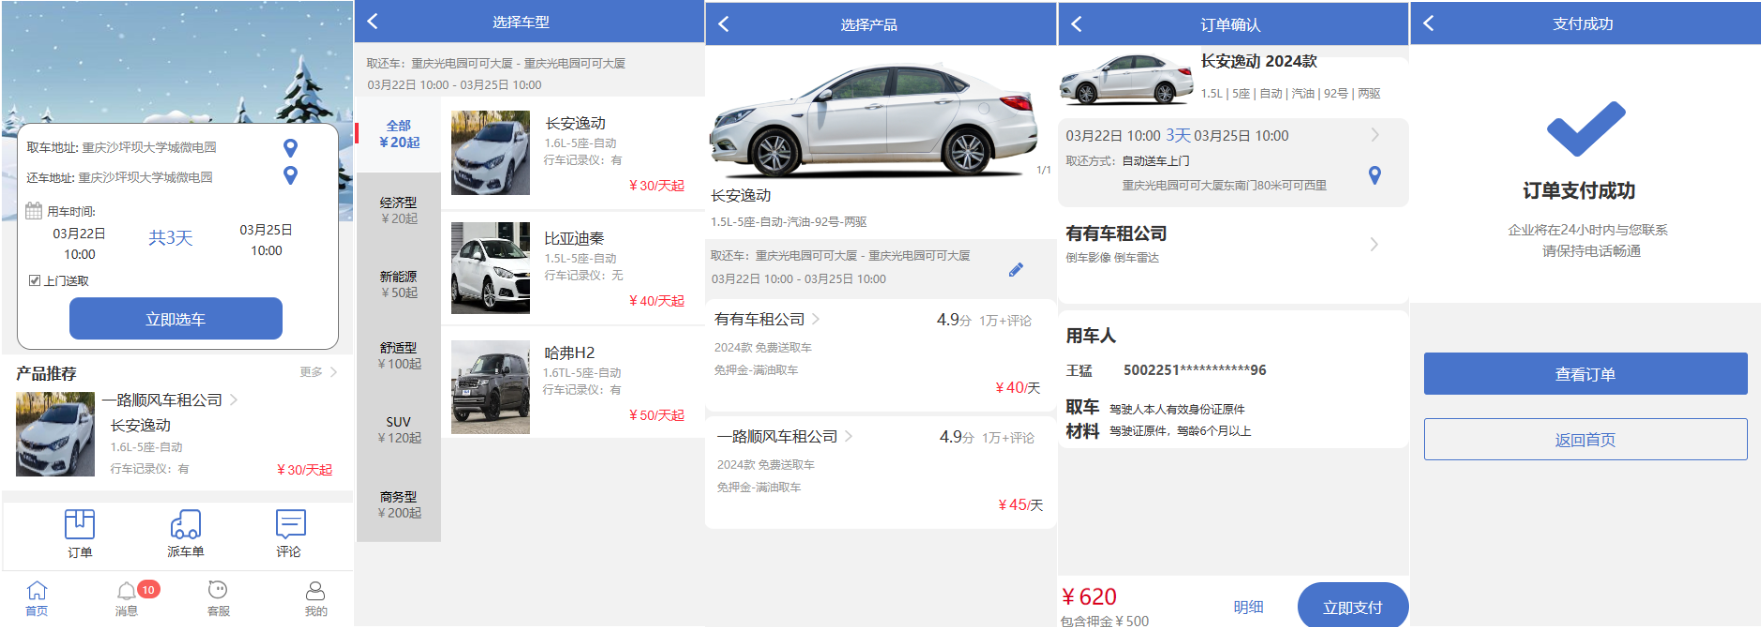 取车地址: 重庆沙坪坝大学城微电园
还车地址: 重庆沙坪坝大学城微电园
用车时间:
03月22日
10:00
共3天
03月25日
10:00
上门送取
立即选车
产品推荐
更多
一路顺风车租公司
长安逸动
1.6L-5座-自动
行车记录仪：有
¥30/天起
订单
派车单
评论
首页
消息
10
客服
我的
选择车型
取还车：重庆光电园可可大厦 - 重庆光电园可可大厦
03月22日 10:00 - 03月25日 10:00
全部
¥20起
经济型
¥20起
新能源
¥50起
舒适型
¥100起
SUV
¥120起
商务型
¥200起
长安逸动
1.6L-5座-自动
行车记录仪：有
¥30/天起
比亚迪秦
1.5L-5座-自动
行车记录仪：无
¥40/天起
哈弗H2
1.6TL-5座-自动
行车记录仪：有
¥50/天起
选择产品
1/1
长安逸动
1.5L-5座-自动-汽油-92号-两驱
取还车：重庆光电园可可大厦 - 重庆光电园可可大厦
03月22日 10:00 - 03月25日 10:00
有有车租公司
4.9分 1万+评论
2024款 免费送取车
免押金-满油取车
¥40/天
一路顺风车租公司
4.9分 1万+评论
2024款 免费送取车
免押金-满油取车
¥45/天
订单确认
长安逸动 2024款
1.5L | 5座 | 自动 | 汽油 | 92号 | 两驱
03月22日 10:00 3天 03月25日 10:00
取还方式：自动送车上门
重庆光电园可可大厦东南门80米可可西里
有有车租公司
倒车影像 倒车雷达
用车人
王猛 5002251***********96
取车 驾驶人本人有效身份证原件
材料 驾驶证原件，驾龄6个月以上
¥620
包含押金¥500
明细
立即支付
支付成功
订单支付成功
企业将在24小时内与您联系
请保持电话畅通
查看订单
返回首页